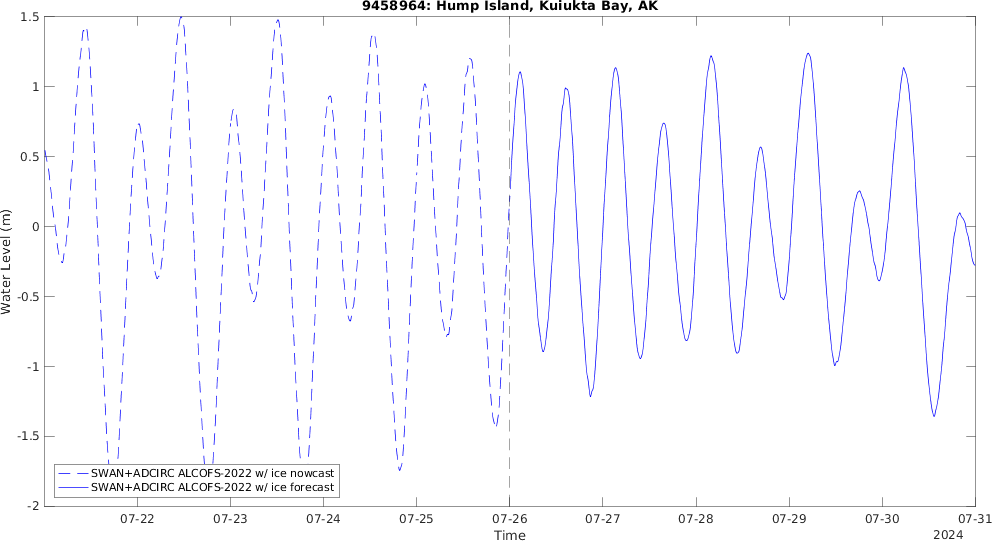 9458964: Hump Island, Kuiukta Bay, AK
Water Level (m)
1.5
1
0.5
0
-0.5
-1
-1.5
-2
SWAN+ADCIRC ALCOFS-2022 w/ ice nowcast
SWAN+ADCIRC ALCOFS-2022 w/ ice forecast
07-22 07-23 07-24 07-25 07-26 07-27 07-28 07-29 07-30 07-31
Time
2024